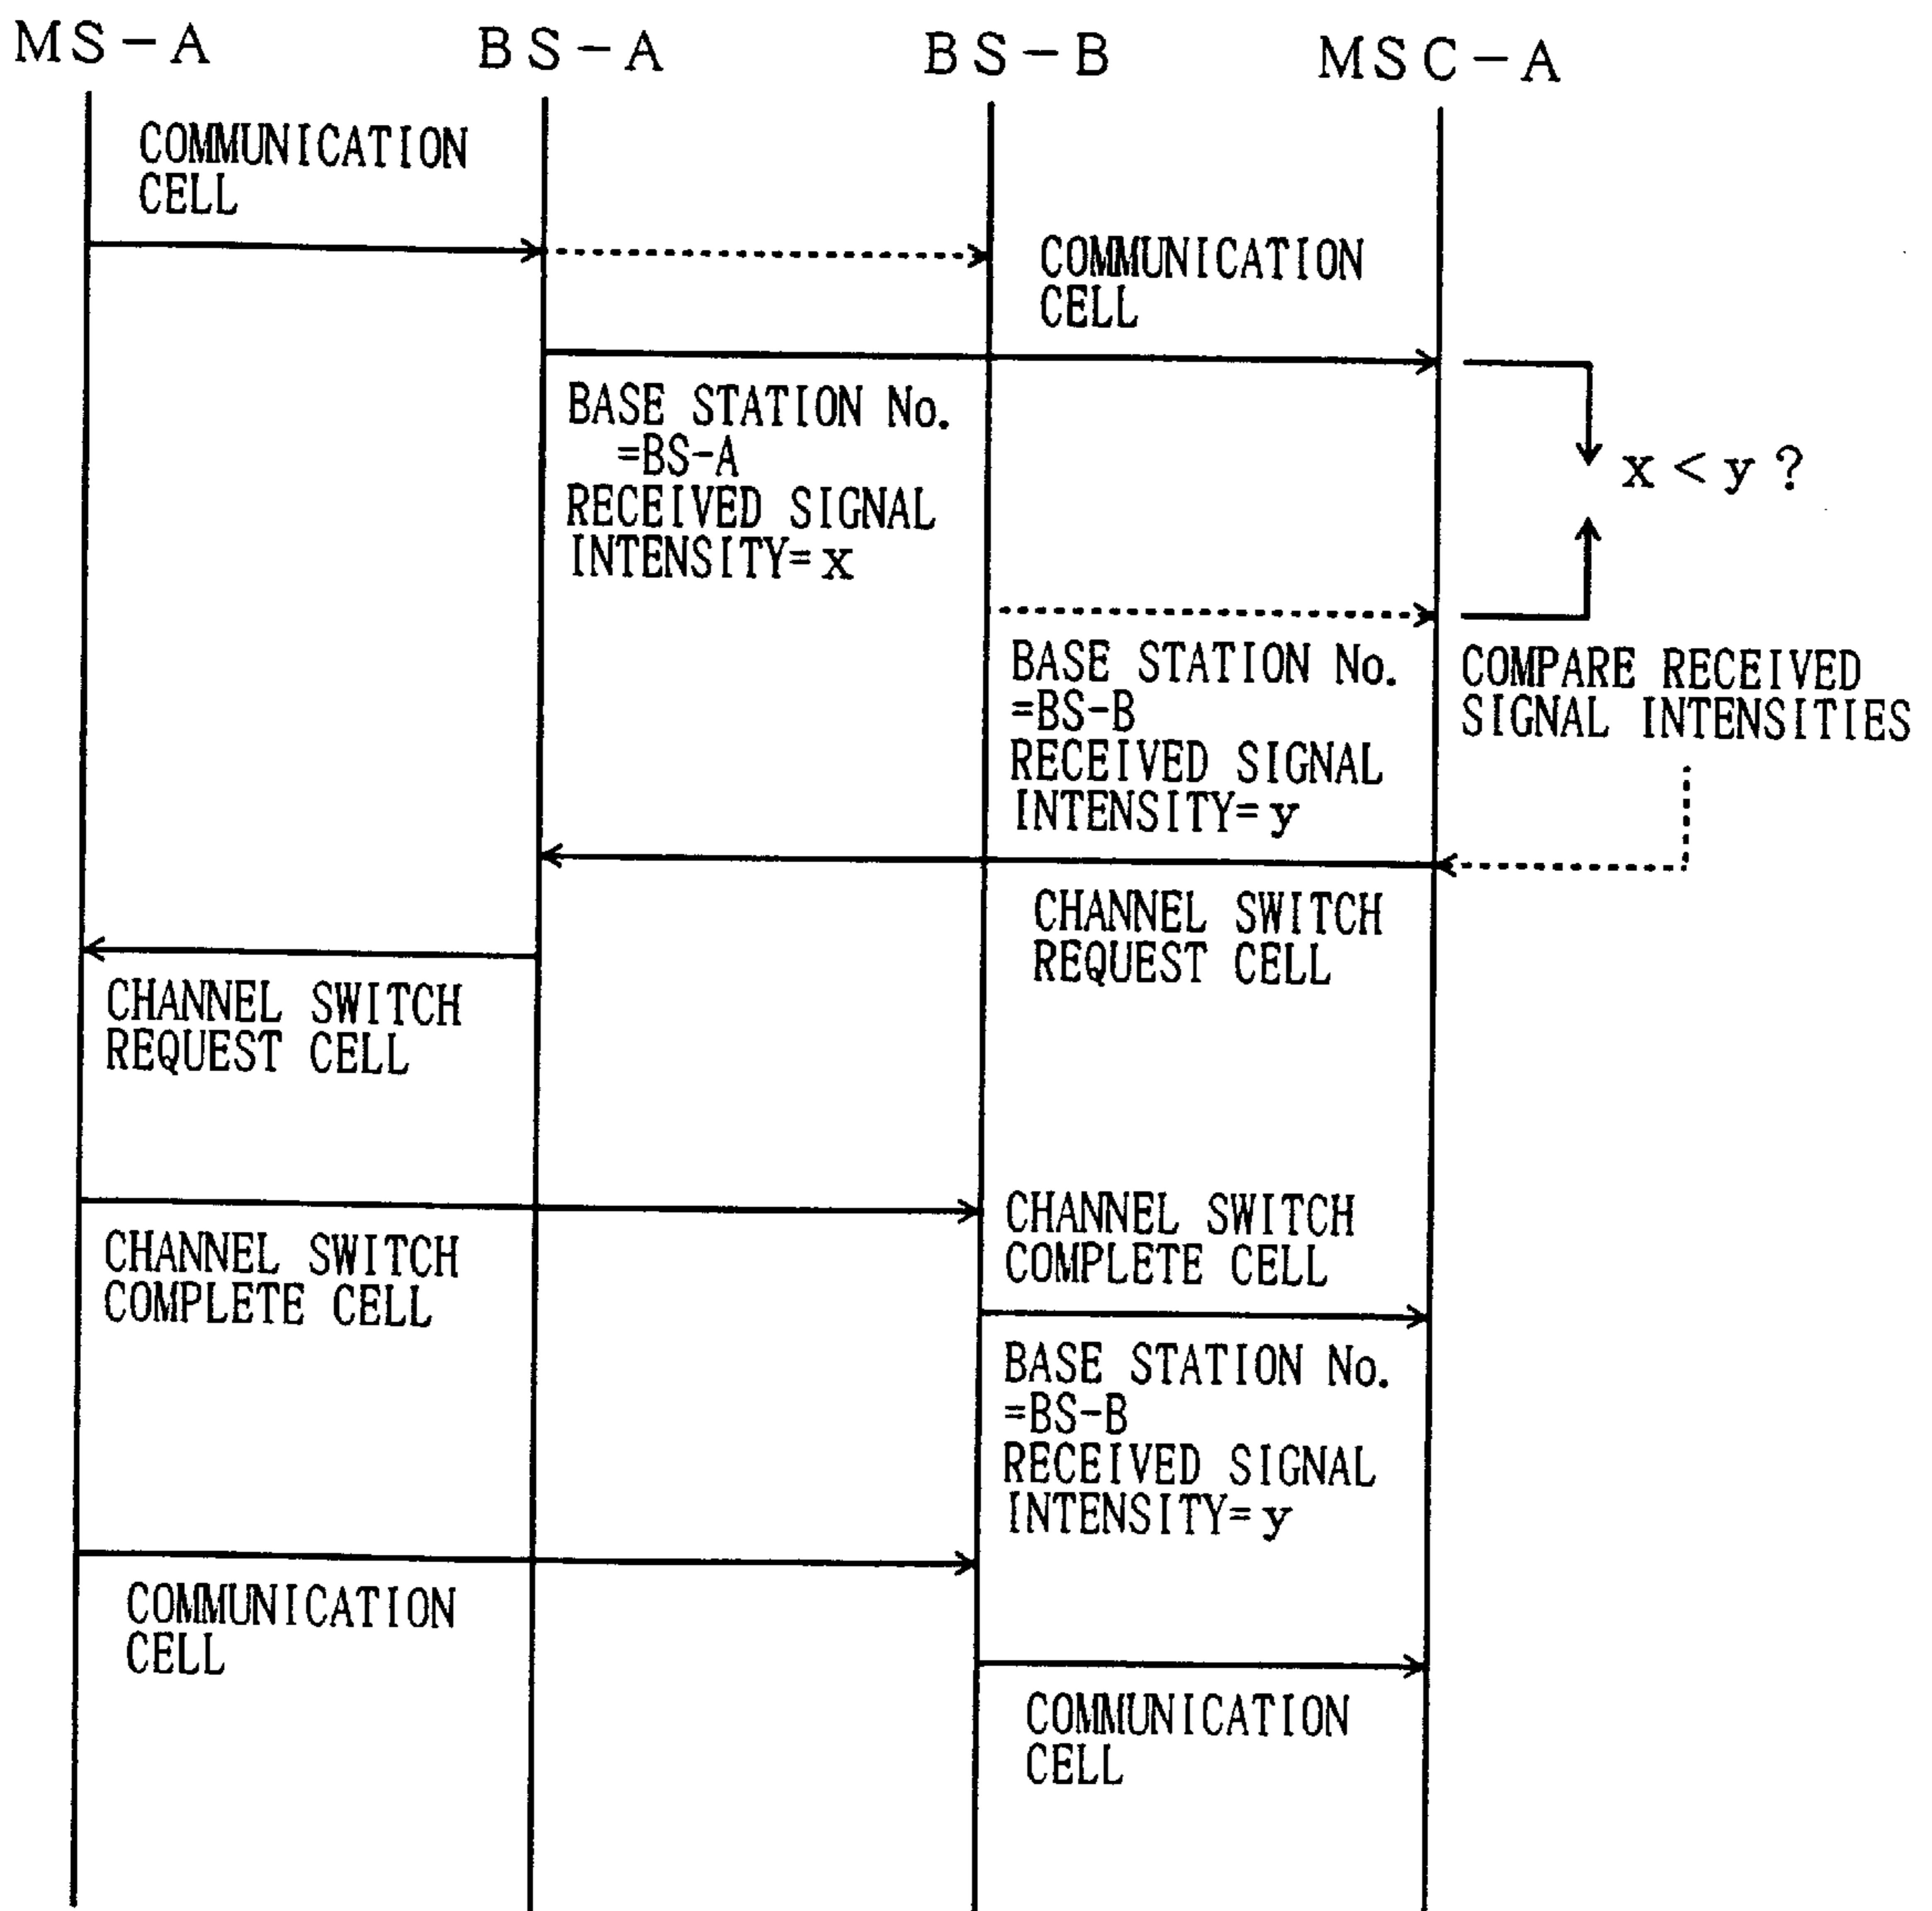 MS-A
BS-A
BS-B
MSC-A
COMMUNICATION
CELL
COMMUNICATION
CELL
BASE STATION No.
=BS-A
RECEIVED SIGNAL
INTENSITY=x
x < y ?
BASE STATION No.
=BS-B
RECEIVED SIGNAL
INTENSITY=y
COMPARE RECEIVED
SIGNAL INTENSITIES
CHANNEL SWITCH
REQUEST CELL
CHANNEL SWITCH
REQUEST CELL
CHANNEL SWITCH
COMPLETE CELL
CHANNEL SWITCH
COMPLETE CELL
BASE STATION No.
=BS-B
RECEIVED SIGNAL
INTENSITY=y
COMMUNICATION
CELL
COMMUNICATION
CELL